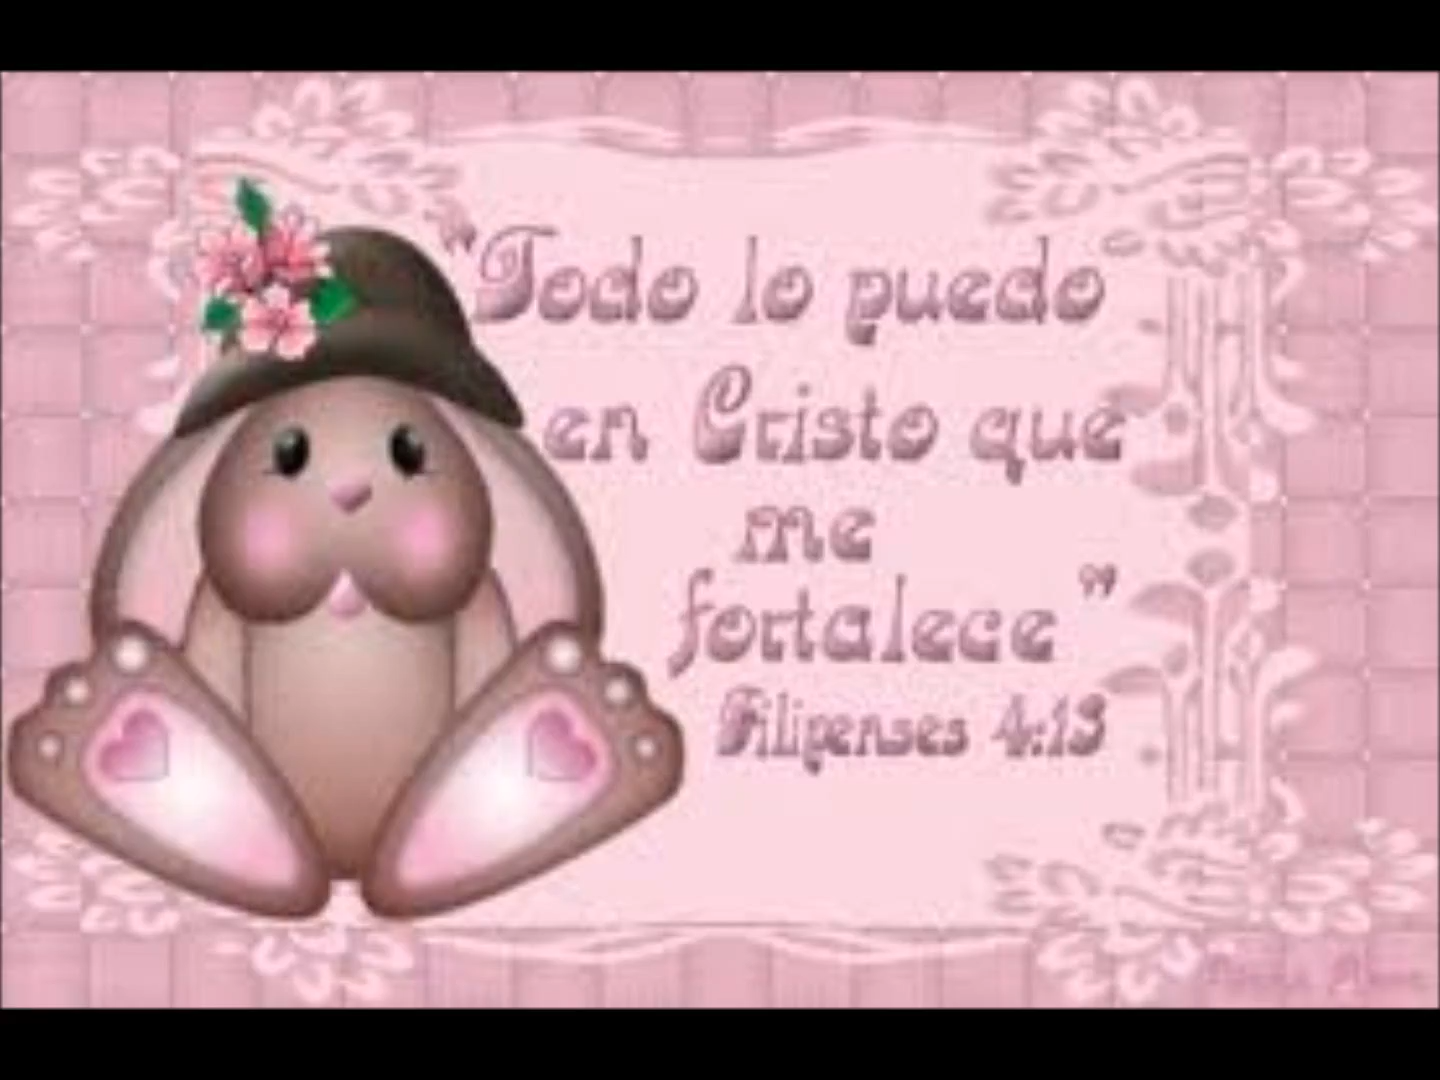 "Todo lo puedo
en Cristo que
me
fortalece"
Filipenses 4:13